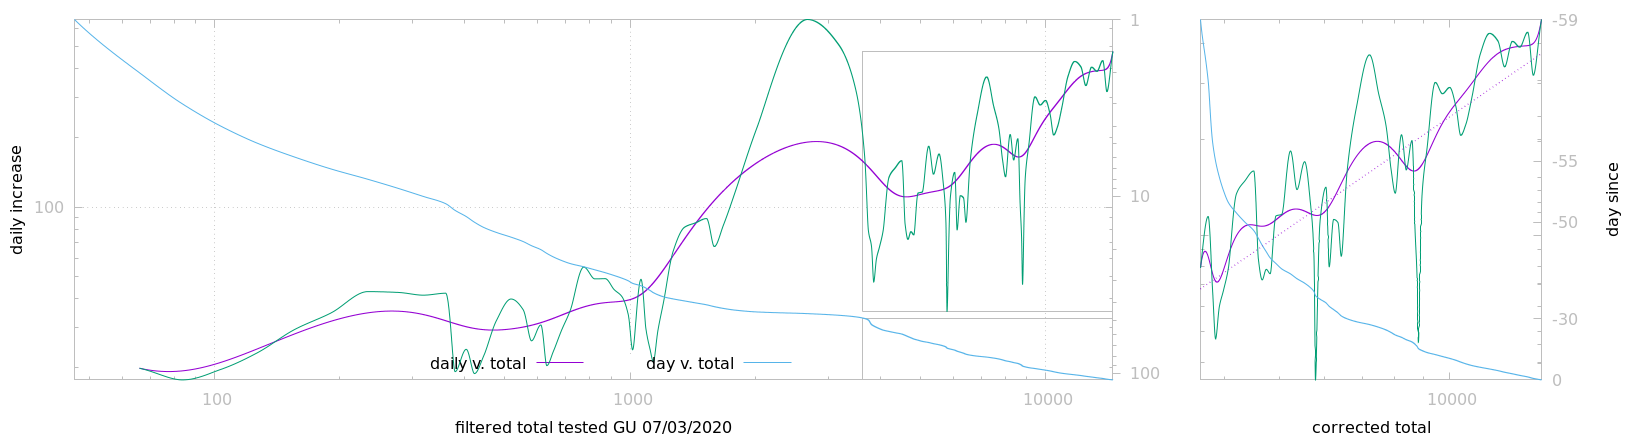 daily increase
100
100
1000
10000
1
10
100
daily v. total
day v. total
filtered total tested GU 07/03/2020
-59
-55
-50
-30
0
10000
day since
corrected total